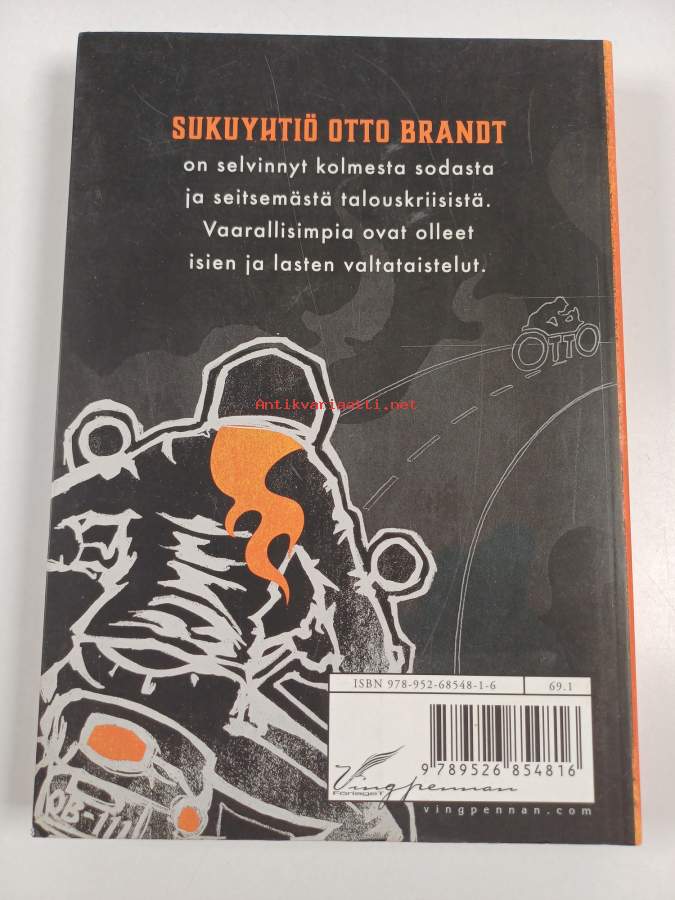 SUKUYHTIÖ OTTO BRANDT
on selvinnyt kolmesta sodasta
ja seitsemästä talouskriisistä.
Vaarallisimpia ovat olleet
isien ja lasten valtataistelut.
OTTO
Antikvariaatti.net
ISBN 978-952-68548-1-6
69.1
Vingpennan
Förlaget
9 789526 854816
vingpennan.com
OB-111